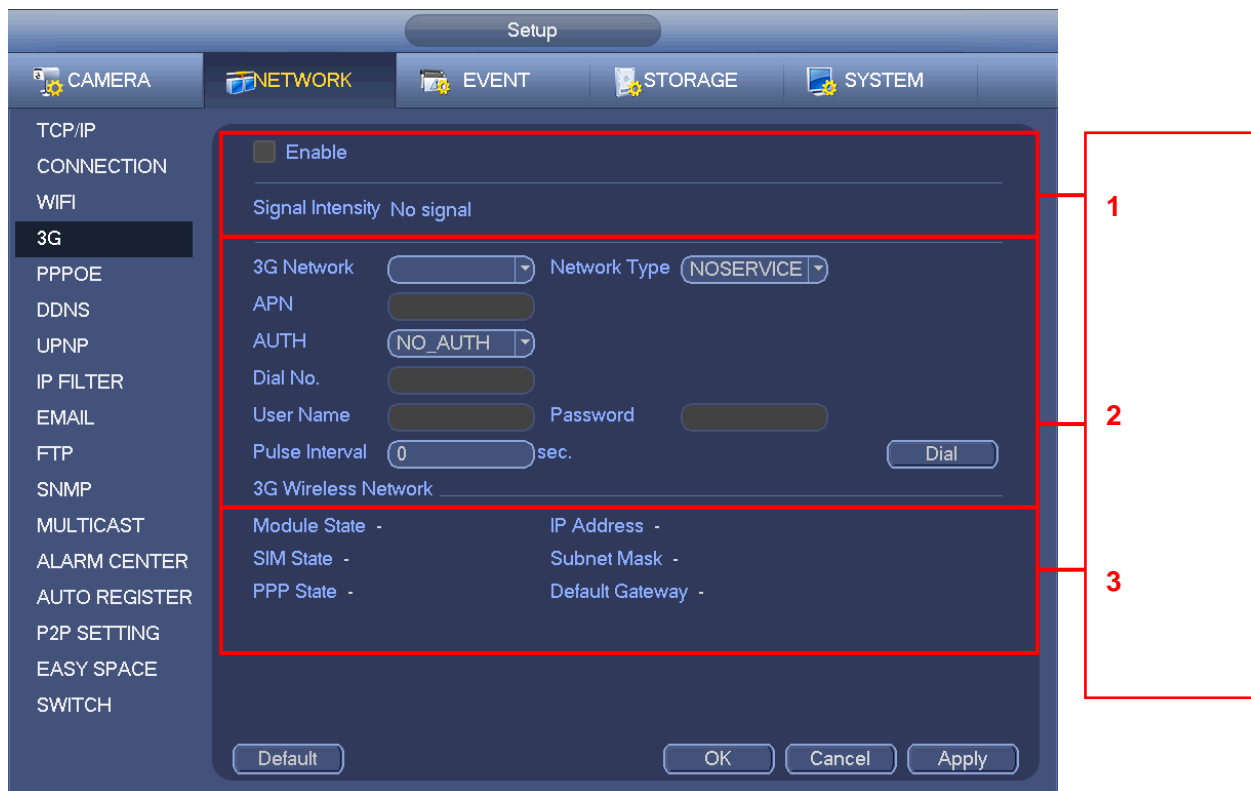 Setup
CAMERA NETWORK EVENT STORAGE SYSTEM
TCP/IP
CONNECTION
WIFI
3G
PPPOE
DDNS
UPNP
IP FILTER
EMAIL
FTP
SNMP
MULTICAST
ALARM CENTER
AUTO REGISTER
P2P SETTING
EASY SPACE
SWITCH
Enable
Signal Intensity No signal
3G Network Network Type NOSERVICE
APN
AUTH NO_AUTH
Dial No.
User Name Password
Pulse Interval 0 sec. Dial
3G Wireless Network
Module State - IP Address -
SIM State - Subnet Mask -
PPP State - Default Gateway -
Default OK Cancel Apply
1
2
3